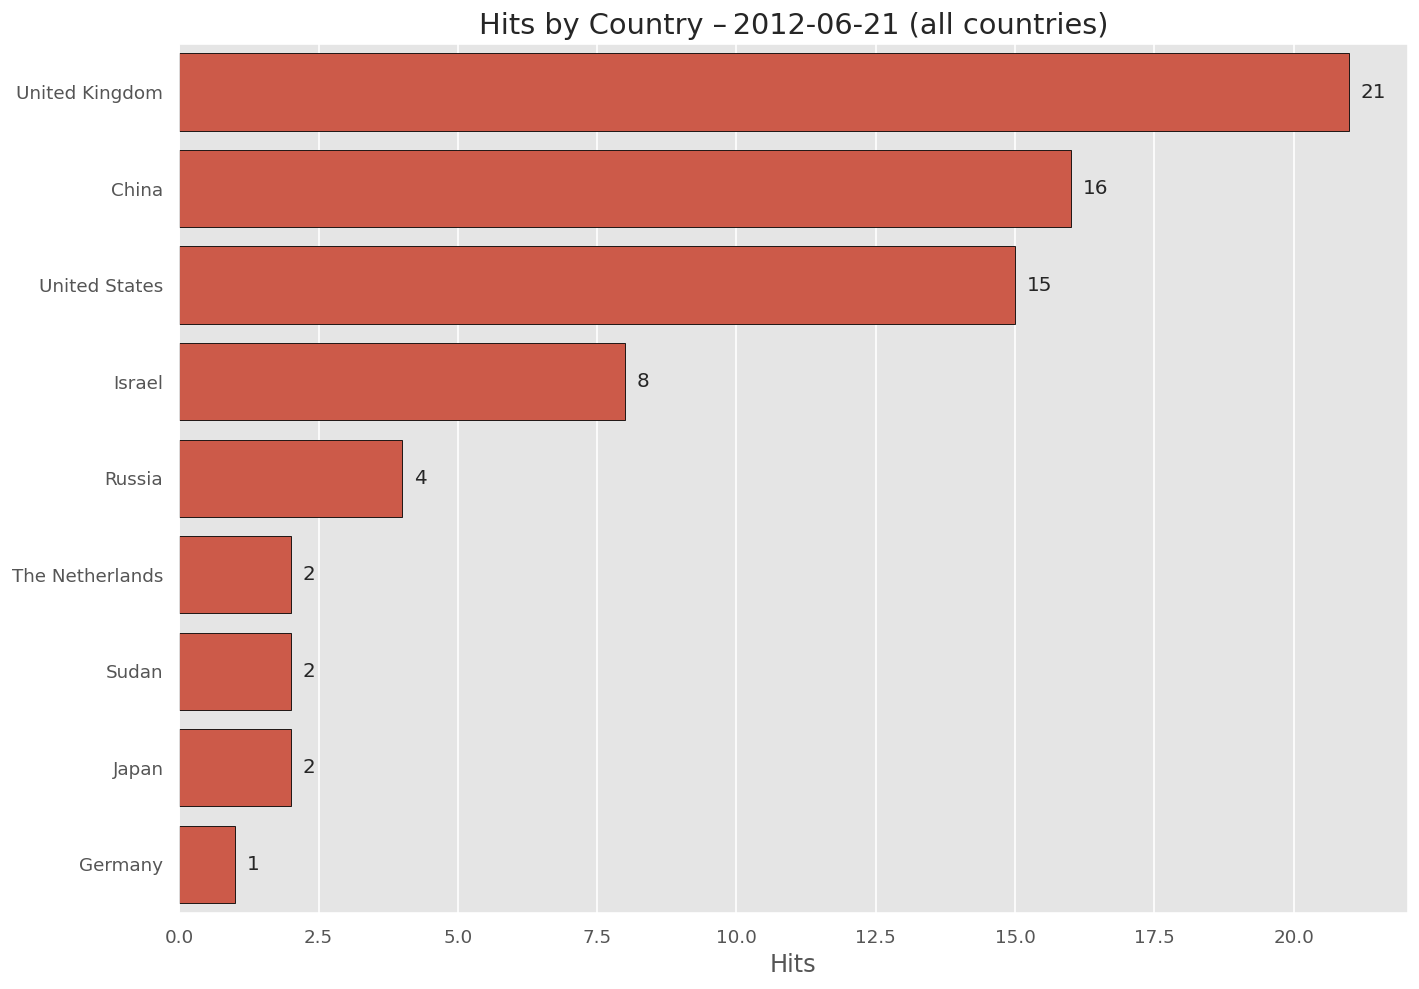 Hits by Country – 2012-06-21 (all countries)
United Kingdom 21
China 16
United States 15
Israel 8
Russia 4
The Netherlands 2
Sudan 2
Japan 2
Germany 1
0.0 2.5 5.0 7.5 10.0 12.5 15.0 17.5 20.0
Hits